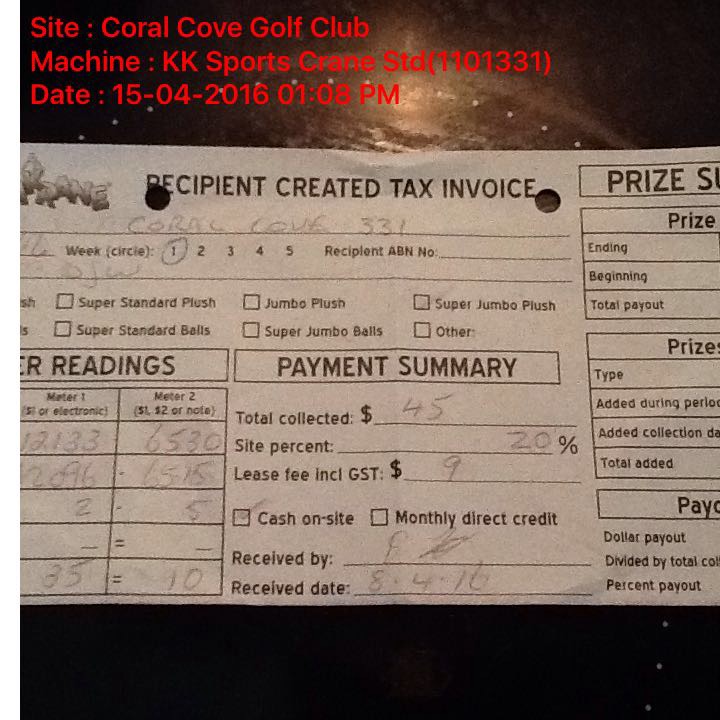 Site : Coral Cove Golf Club
Machine : KK Sports Crane Std(1101331)
Date : 15-04-2016 01:08 PM
RECIPIENT CREATED TAX INVOICE
PRIZE SU
CORAL COVE 331
Prize
Week (circle): 1 2 3 4 5 Recipient ABN No:
Ending
Beginning
Super Standard Plush Jumbo Plush Super Jumbo Plush
Total payout
Super Standard Balls Super Jumbo Balls Other:
ER READINGS
PAYMENT SUMMARY
Prizes
Type
Meter 1 Meter 2
($1 or electronic) ($1, $2 or note)
Total collected: $ 45
Added during period
12133 6530
Site percent: 20 %
Added collection da
6515
Lease fee incl GST: $ 9
Total added
2 - 5
Cash on-site Monthly direct credit
Payo
Dollar payout
— = —
Received by:
Divided by total col
35 = 10
Received date: 8.4.16
Percent payout